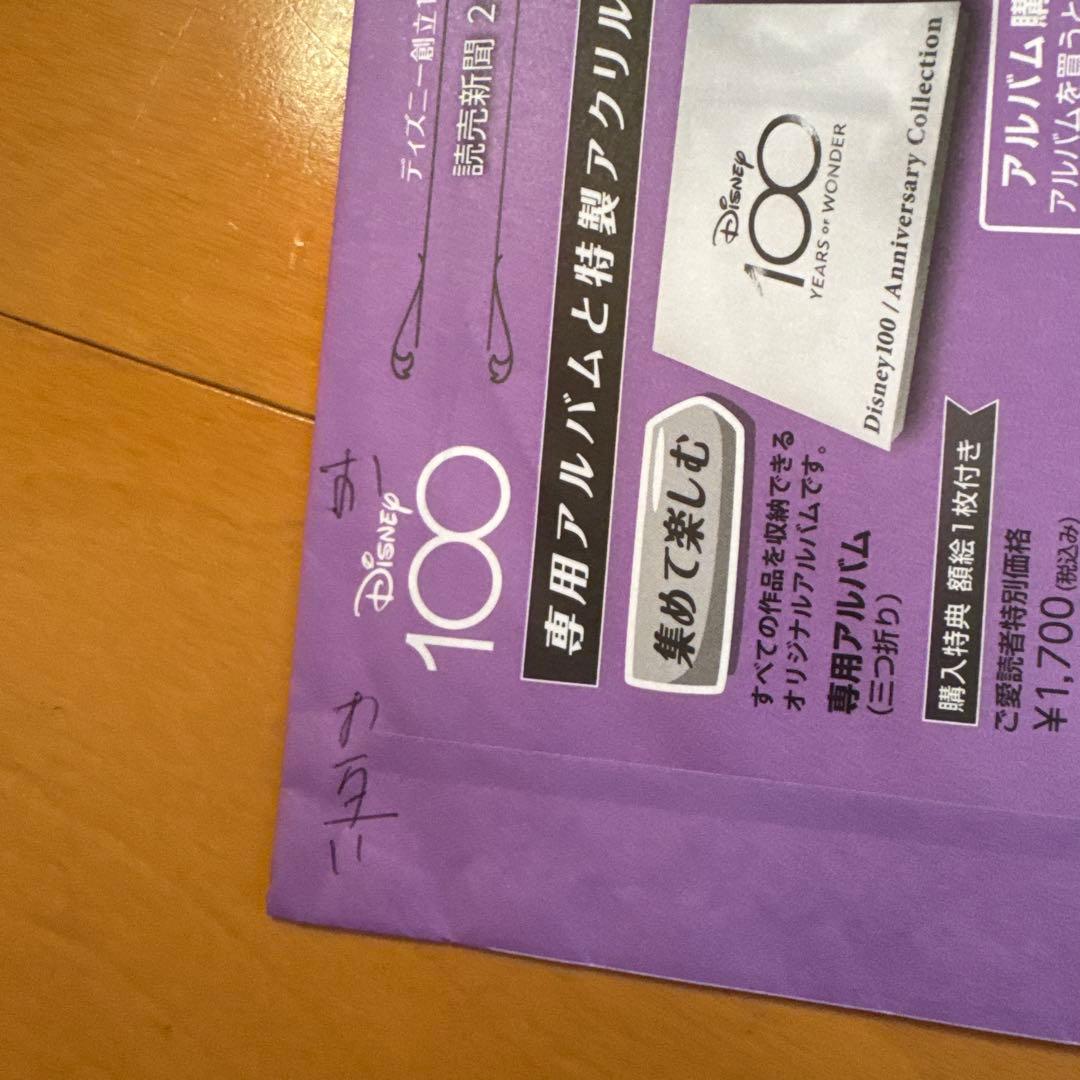 ディズニー創立1
読売新聞 2
DISNEY
100
専用アルバムと特製アクリル
集めて楽しむ
すべての作品を収納できる
オリジナルアルバムです。
専用アルバム
(三つ折り)
DISNEY
100
YEARS OF WONDER
Disney100 / Anniversary Collection
購入特典 額絵1枚付き
ご愛読者特別価格
¥1,700(税込み)
アルバム購
アルバムを買うと